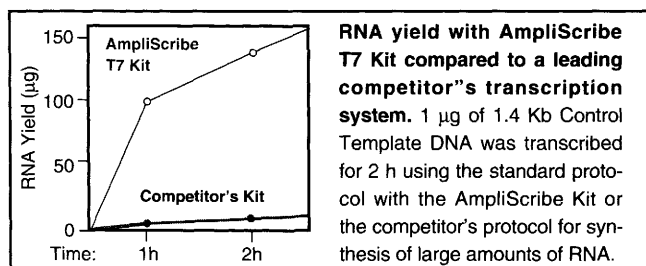 150
AmpliScribe
T7 Kit
100
50
0
RNA Yield (µg)
Competitor's Kit
Time: 1h 2h
RNA yield with AmpliScribe
T7 Kit compared to a leading
competitor"s transcription
system. 1 µg of 1.4 Kb Control
Template DNA was transcribed
for 2 h using the standard proto-
col with the AmpliScribe Kit or
the competitor's protocol for syn-
thesis of large amounts of RNA.